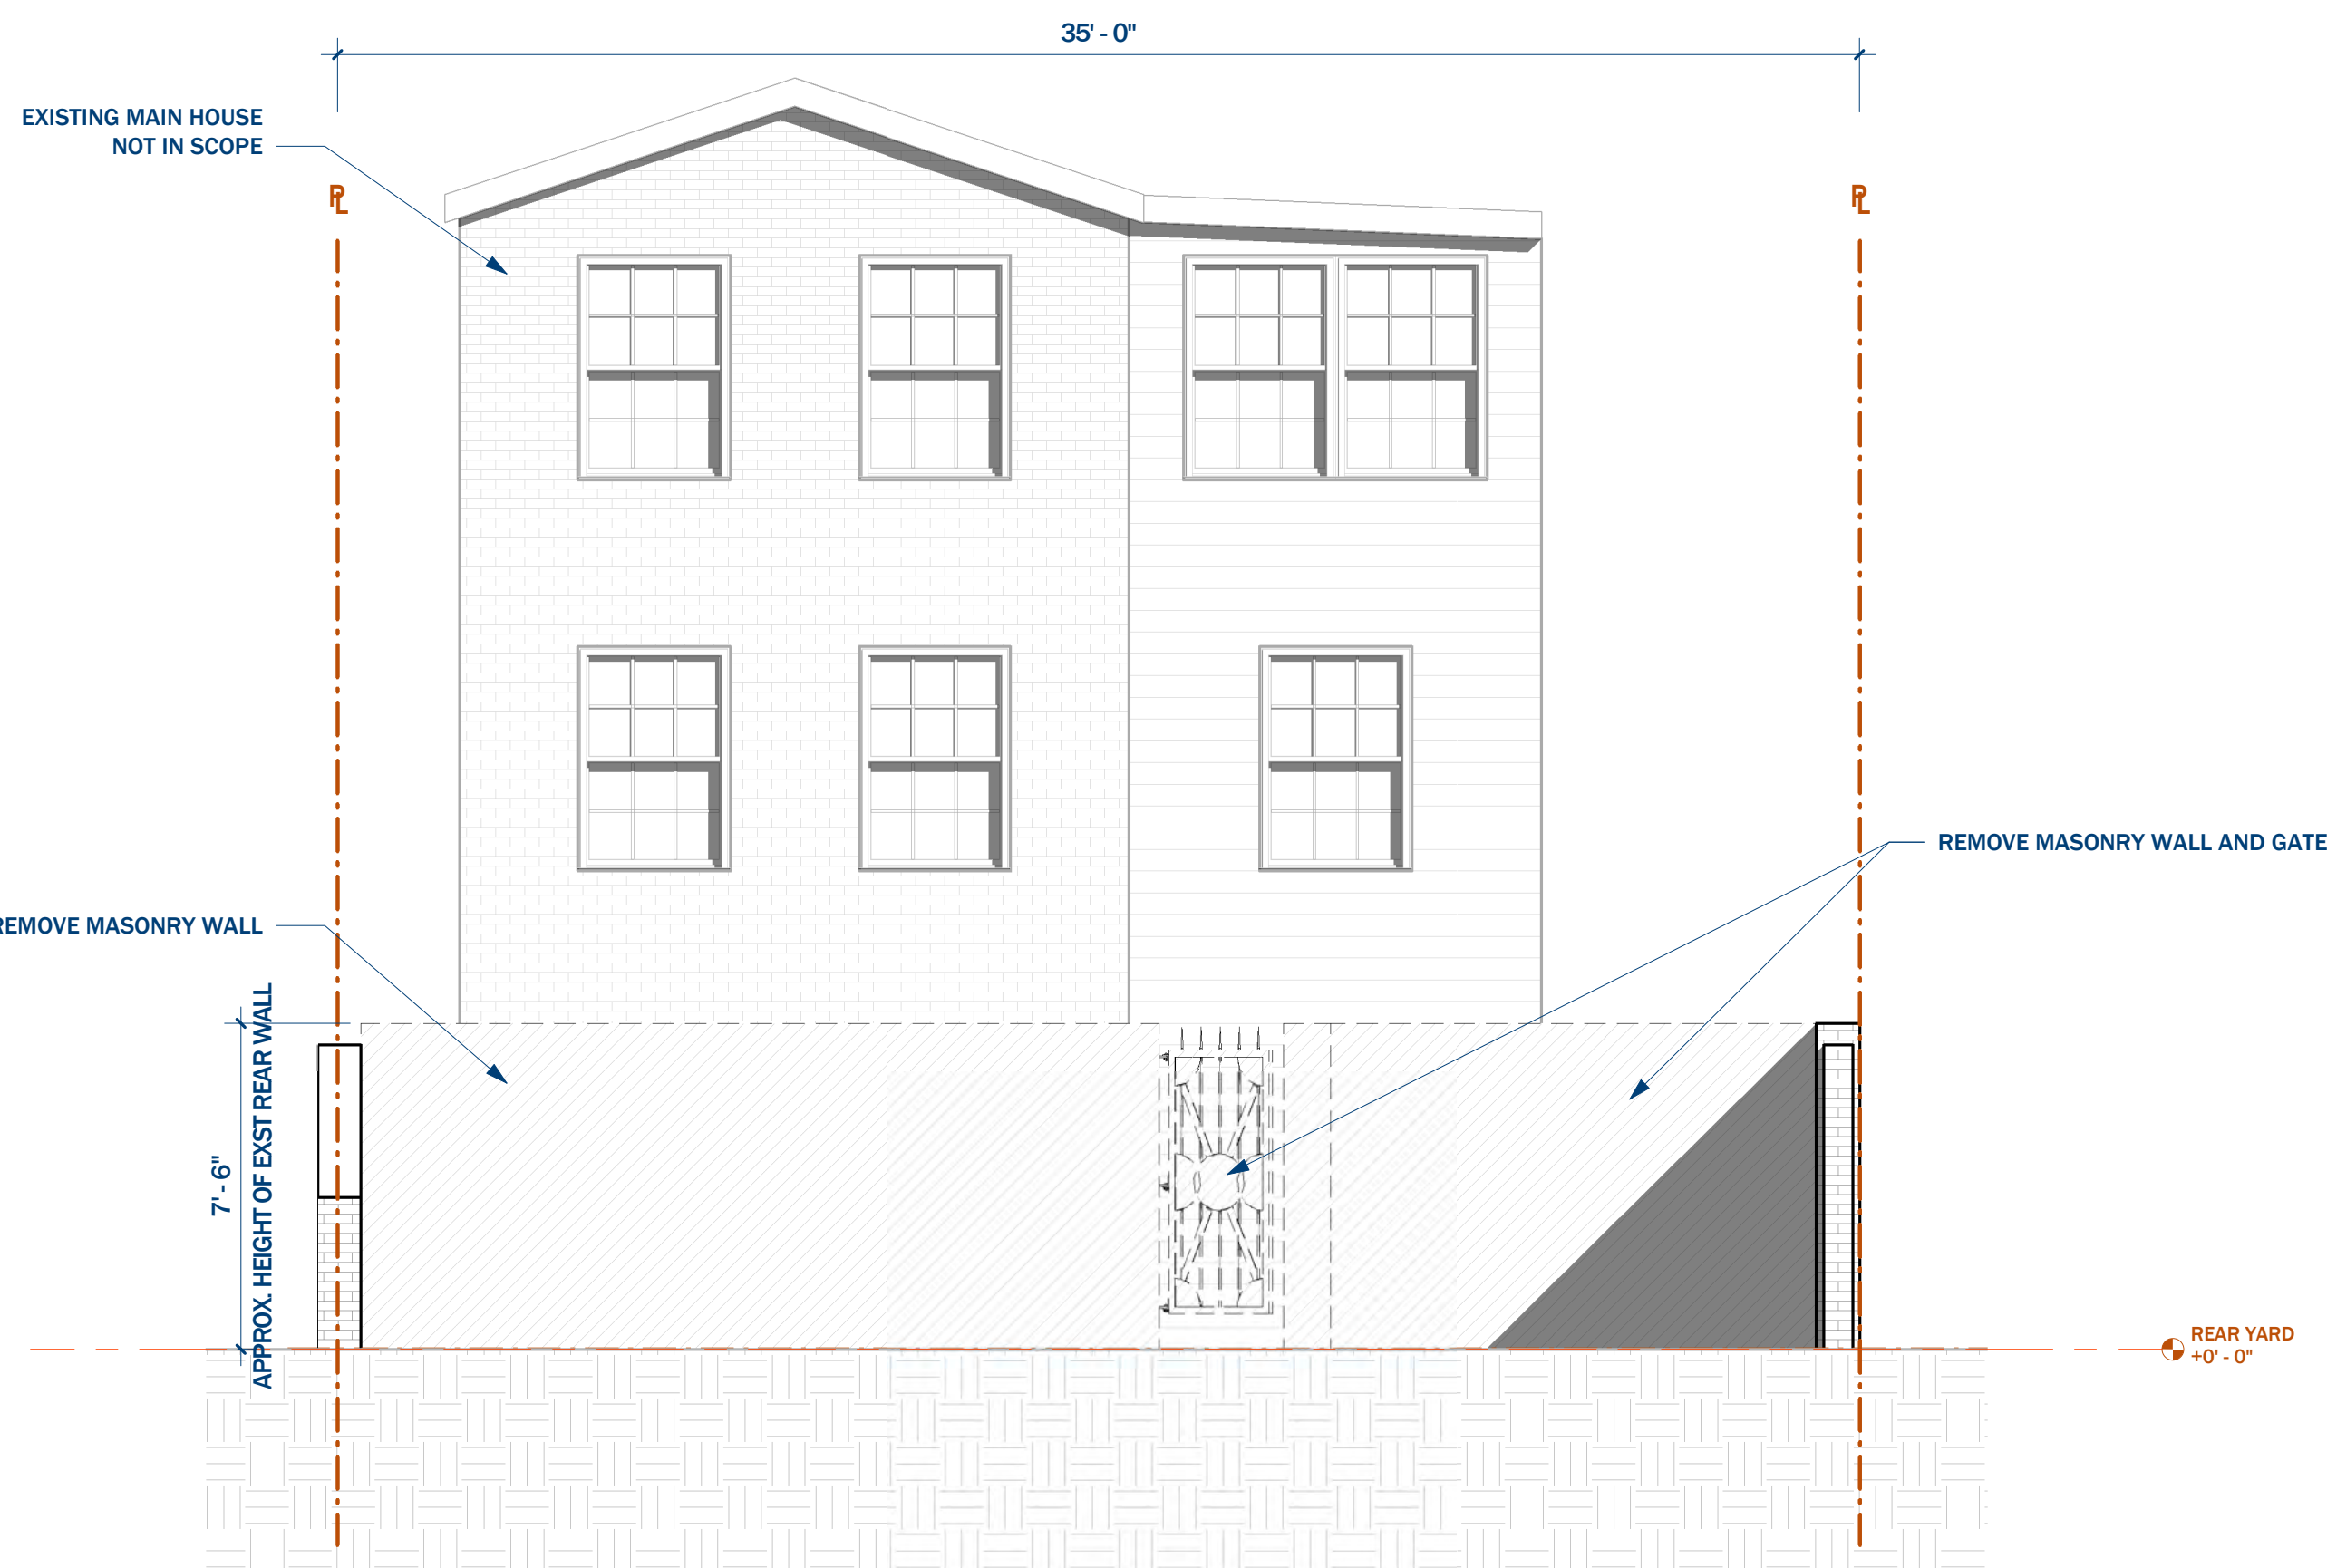 35' - 0"
EXISTING MAIN HOUSE
NOT IN SCOPE
PL
PL
REMOVE MASONRY WALL AND GATE
REMOVE MASONRY WALL
7' - 6"
APPROX. HEIGHT OF EXST REAR WALL
REAR YARD
+0' - 0"